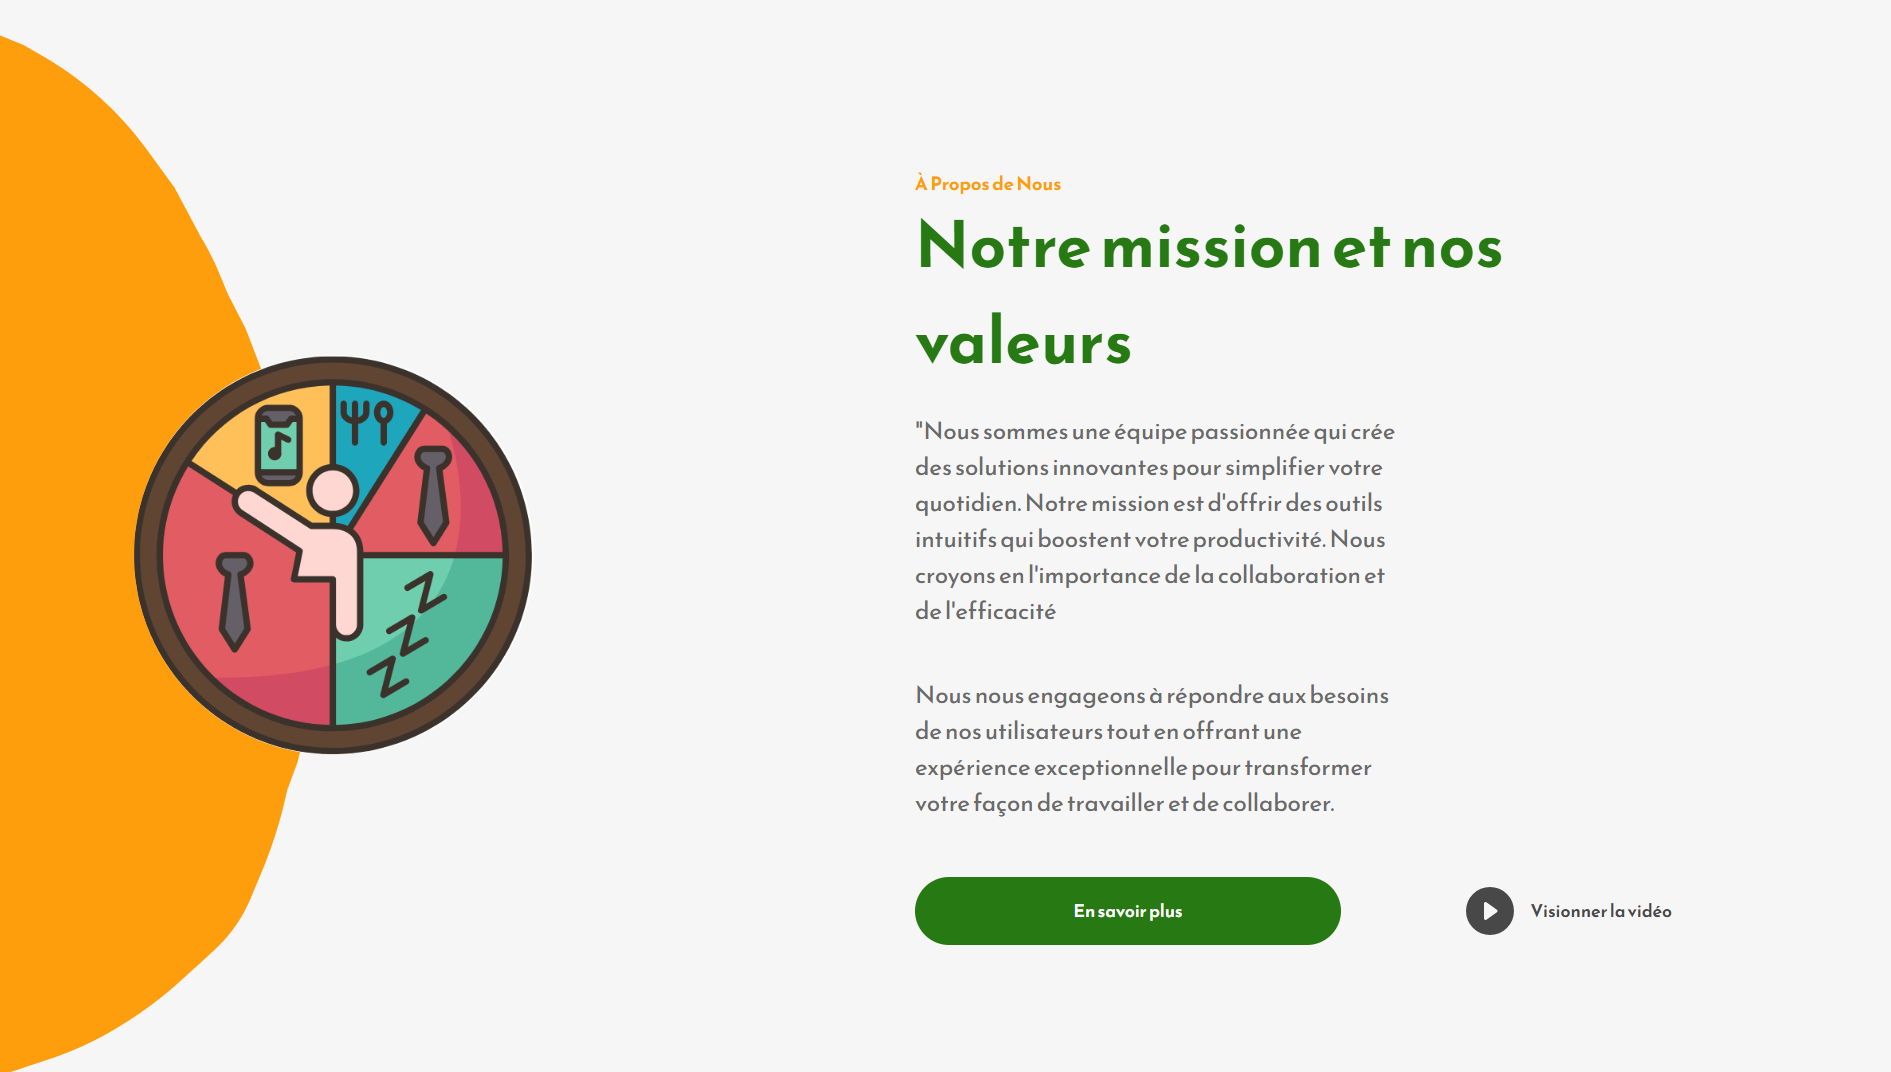 À Propos de Nous
Notre mission et nos
valeurs
"Nous sommes une équipe passionnée qui crée
des solutions innovantes pour simplifier votre
quotidien. Notre mission est d'offrir des outils
intuitifs qui boostent votre productivité. Nous
croyons en l'importance de la collaboration et
de l'efficacité
Nous nous engageons à répondre aux besoins
de nos utilisateurs tout en offrant une
expérience exceptionnelle pour transformer
votre façon de travailler et de collaborer.
En savoir plus
Visionner la vidéo